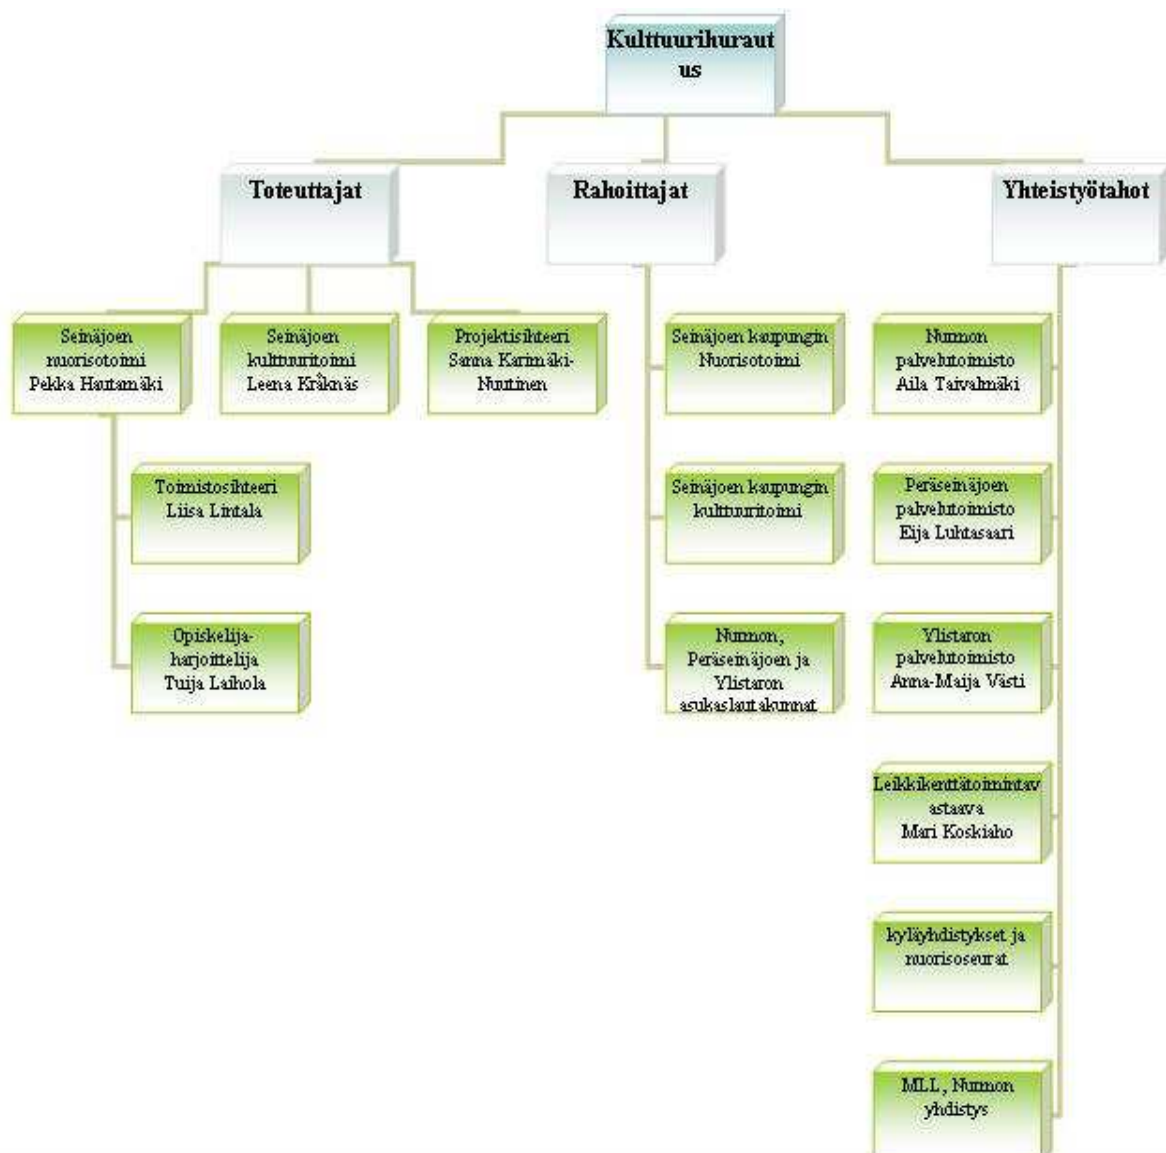 Kulttuurihuraut
us
Toteuttajat
Rahoittajat
Yhteistyötahot
Seinäjoen
nuorisotoimi
Pekka Hautamäki
Seinäjoen
kulttuuritoimi
Leena Kråknäs
Projektisihteeri
Sanna Karimäki-
Nuutinen
Toimistosihteeri
Liisa Lintala
Opiskelija-
harjoittelija
Tuija Laihola
Seinäjoen kaupungin
Nuorisotoimi
Seinäjoen kaupungin
kulttuuritoimi
Nurmon,
Peräseinäjoen ja
Ylistaron
asukaslautakunnat
Nurmon
palvelutoimisto
Aila Taivalmäki
Peräseinäjoen
palvelutoimisto
Eija Luhtasaari
Ylistaron
palvelutoimisto
Anna-Maija Västi
Leikkikenttätoimintav
astaava
Mari Koskiaho
kyläyhdistykset ja
nuorisoseurat
MLL, Nurmon
yhdistys